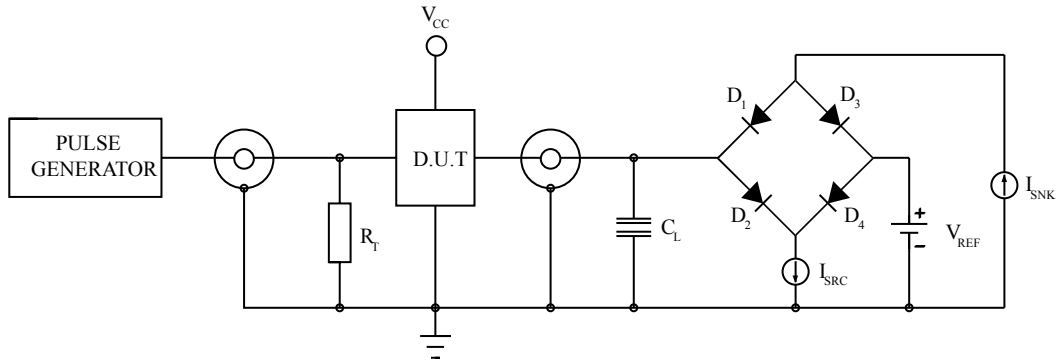 V_CC
PULSE
GENERATOR
D.U.T
R_T
C_L
D_1
D_3
D_2
D_4
I_SRC
+
-
V_REF
I_SNK